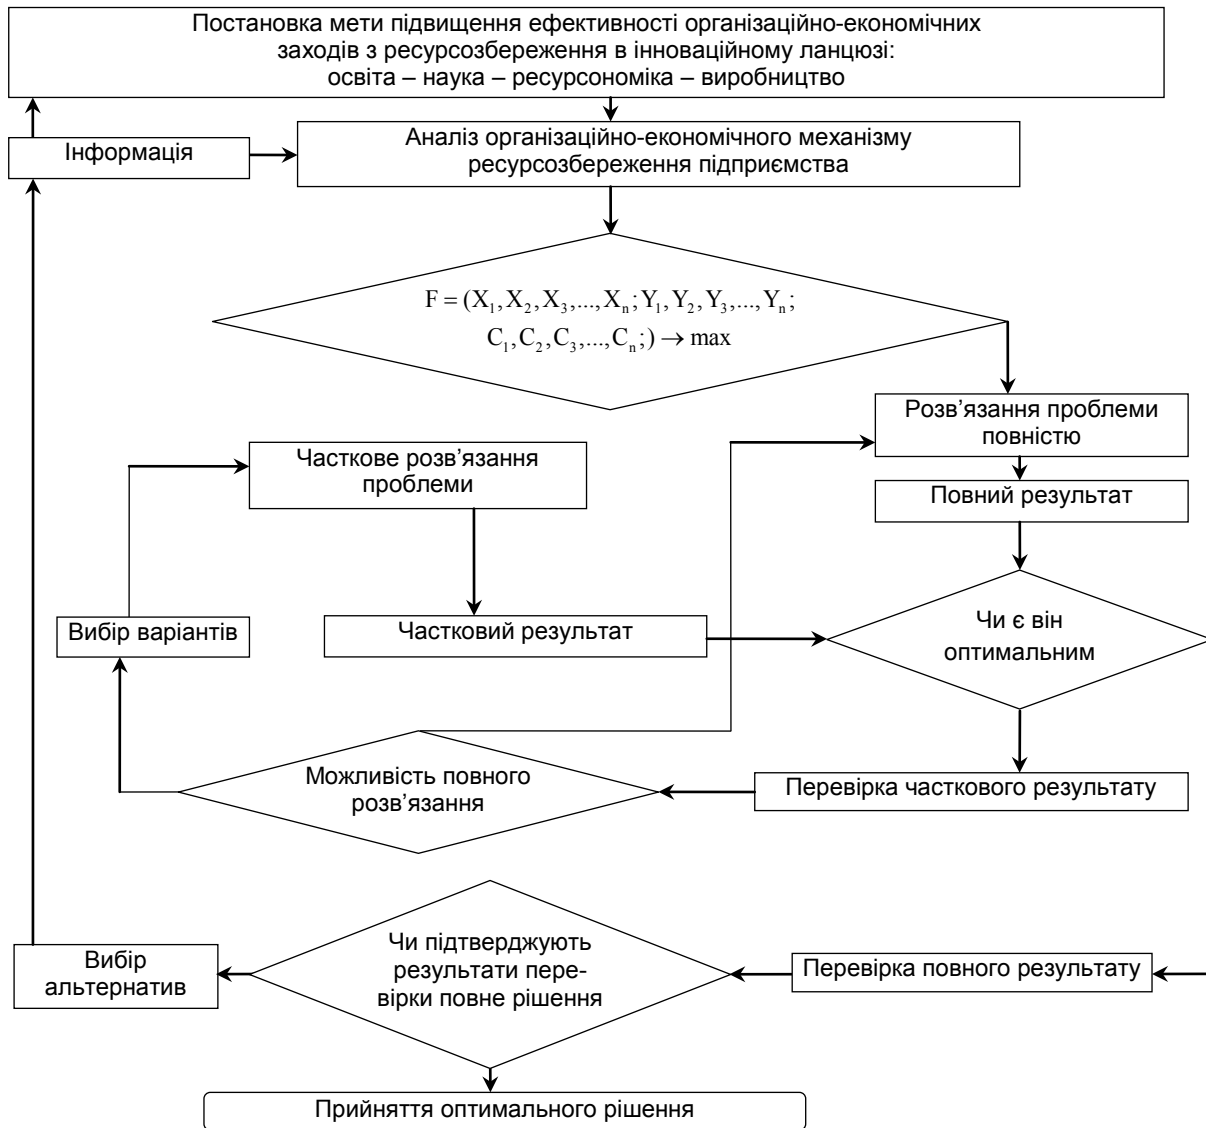 Постановка мети підвищення ефективності організаційно-економічних
заходів з ресурсозбереження в інноваційному ланцюзі:
освіта – наука – ресурсономіка – виробництво
Інформація
Аналіз організаційно-економічного механізму
ресурсозбереження підприємства
F = (X₁, X₂, X₃,..., Xₙ; Y₁, Y₂, Y₃,..., Yₙ;
C₁, C₂, C₃,..., Cₙ;) → max
Розв’язання проблеми
повністю
Часткове розв’язання
проблеми
Повний результат
Вибір варіантів
Частковий результат
Чи є він
оптимальним
Можливість повного
розв’язання
Перевірка часткового результату
Вибір
альтернатив
Чи підтверджують
результати пере-
вірки повне рішення
Перевірка повного результату
Прийняття оптимального рішення